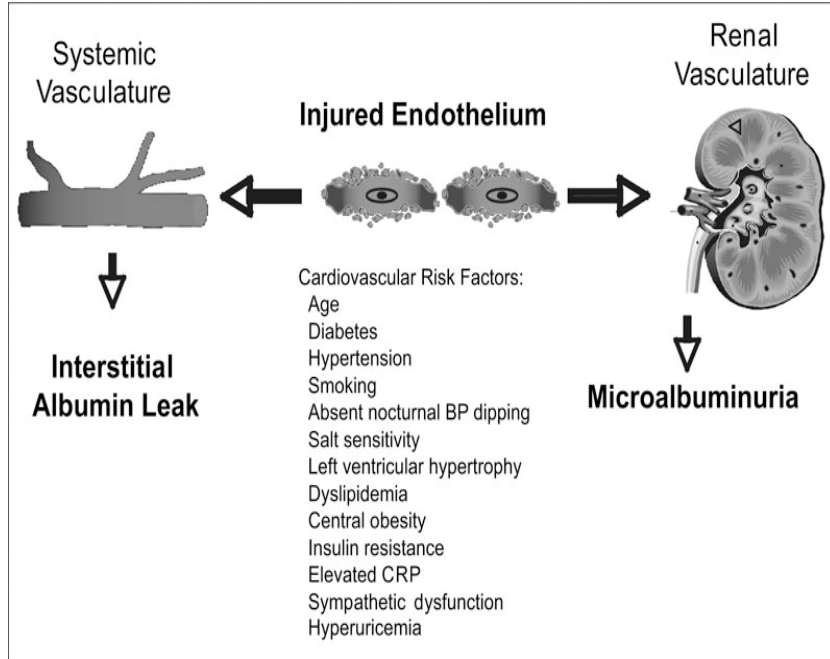 Systemic
Vasculature
Injured Endothelium
Renal
Vasculature
Interstitial
Albumin Leak
Cardiovascular Risk Factors:
Age
Diabetes
Hypertension
Smoking
Absent nocturnal BP dipping
Salt sensitivity
Left ventricular hypertrophy
Dyslipidemia
Central obesity
Insulin resistance
Elevated CRP
Sympathetic dysfunction
Hyperuricemia
Microalbuminuria